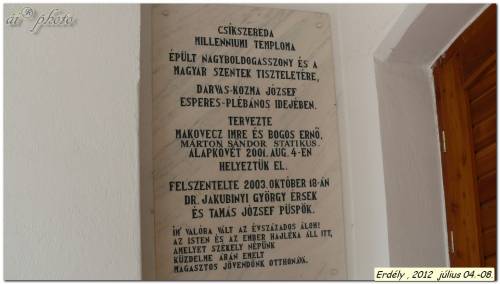 ati photo
CSÍKSZEREDA
MILLENNIUMI TEMPLOMA
ÉPÜLT NAGYBOLDOGASSZONY ÉS A
MAGYAR SZENTEK TISZTELETÉRE,
DARVAS-KOZMA JÓZSEF
ESPERES-PLÉBÁNOS IDEJÉBEN.
TERVEZTE
MAKOVECZ IMRE ÉS BOGOS ERNŐ,
MÁRTON SÁNDOR STATIKUS.
ALAPKÖVÉT 2001. AUG. 4-ÉN
HELYEZTÜK EL.
FELSZENTELTE 2003. OKTÓBER 18-ÁN
DR. JAKUBINYI GYÖRGY ÉRSEK
ÉS TAMÁS JÓZSEF PÜSPÖK.
ÍM' VALÓRA VÁLT AZ ÉVSZÁZADOS ÁLOM!
AZ ISTEN ÉS AZ EMBER HAJLÉKA ÁLL ITT,
AMELYET SZÉKELY NÉPÜNK
KÜZDELME ÁRÁN EMELT
MAGASZTOS JÖVENDŐNK OTTHONÁVÁ.
Erdély , 2012 július 04.-08.